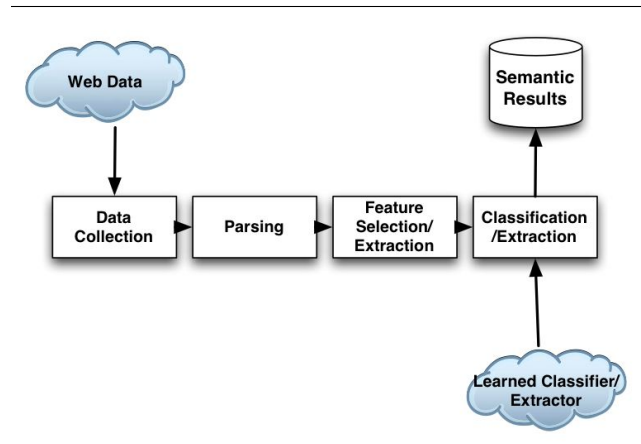 Web Data
Semantic
Results
Data
Collection
Parsing
Feature
Selection/
Extraction
Classification
/Extraction
Learned Classifier/
Extractor